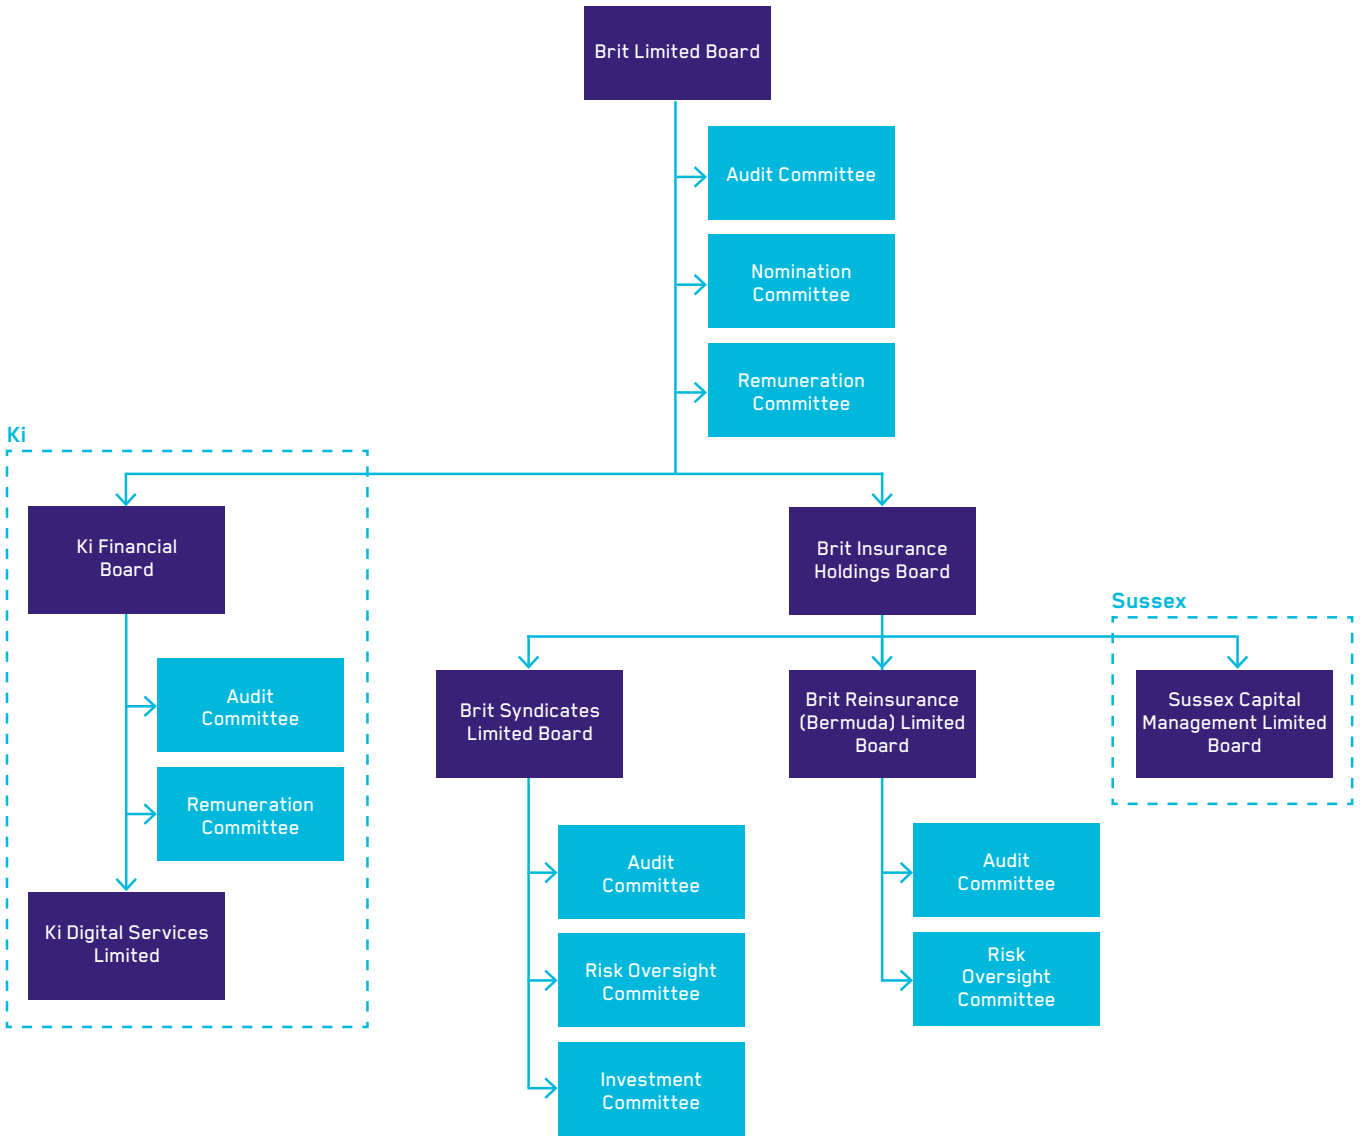 Brit Limited Board
Audit Committee
Nomination
Committee
Remuneration
Committee
Ki
Ki Financial
Board
Brit Insurance
Holdings Board
Sussex
Audit
Committee
Remuneration
Committee
Ki Digital Services
Limited
Brit Syndicates
Limited Board
Brit Reinsurance
(Bermuda) Limited
Board
Sussex Capital
Management Limited
Board
Audit
Committee
Risk Oversight
Committee
Investment
Committee
Audit
Committee
Risk
Oversight
Committee